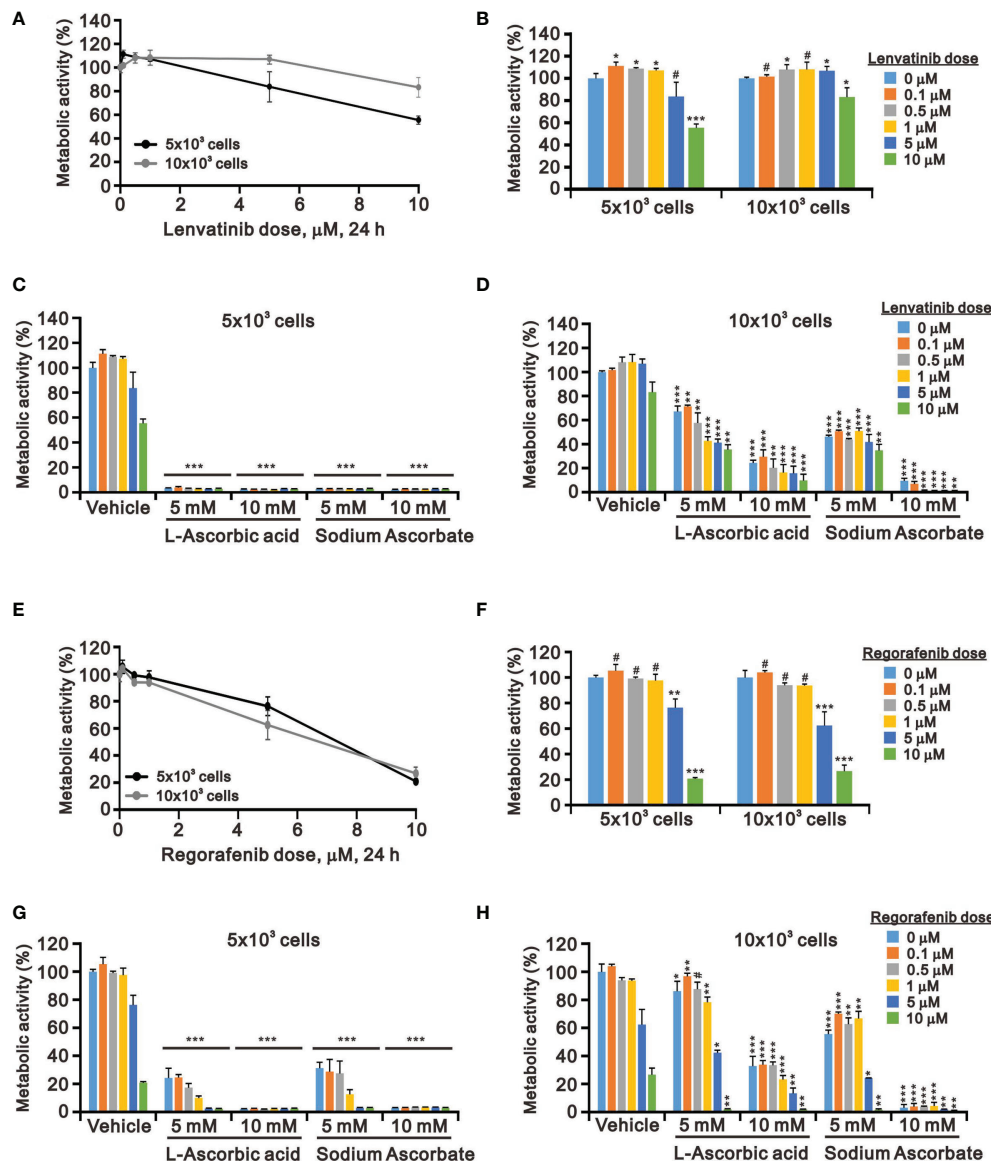 A
Metabolic activity (%)
140
120
100
80
60
40
20
0
5x10³ cells
10x10³ cells
0 2 4 6 8 10
Lenvatinib dose, μM, 24 h
B
Metabolic activity (%)
140
120
100
80
60
40
20
0
* * * # ***
# * # * *
5x10³ cells 10x10³ cells
Lenvatinib dose
0 μM
0.1 μM
0.5 μM
1 μM
5 μM
10 μM
C
5x10³ cells
Metabolic activity (%)
140
120
100
80
60
40
20
0
*** *** *** ***
Vehicle 5 mM 10 mM 5 mM 10 mM
L-Ascorbic acid Sodium Ascorbate
D
10x10³ cells
Metabolic activity (%)
140
120
100
80
60
40
20
0
Vehicle 5 mM 10 mM 5 mM 10 mM
L-Ascorbic acid Sodium Ascorbate
Lenvatinib dose
0 μM
0.1 μM
0.5 μM
1 μM
5 μM
10 μM
E
Metabolic activity (%)
120
100
80
60
40
20
0
5x10³ cells
10x10³ cells
0 2 4 6 8 10
Regorafenib dose, μM, 24 h
F
Metabolic activity (%)
120
100
80
60
40
20
0
# # # ** ***
# # # *** ***
5x10³ cells 10x10³ cells
Regorafenib dose
0 μM
0.1 μM
0.5 μM
1 μM
5 μM
10 μM
G
5x10³ cells
Metabolic activity (%)
120
100
80
60
40
20
0
*** *** *** ***
Vehicle 5 mM 10 mM 5 mM 10 mM
L-Ascorbic acid Sodium Ascorbate
H
10x10³ cells
Metabolic activity (%)
120
100
80
60
40
20
0
Vehicle 5 mM 10 mM 5 mM 10 mM
L-Ascorbic acid Sodium Ascorbate
Regorafenib dose
0 μM
0.1 μM
0.5 μM
1 μM
5 μM
10 μM